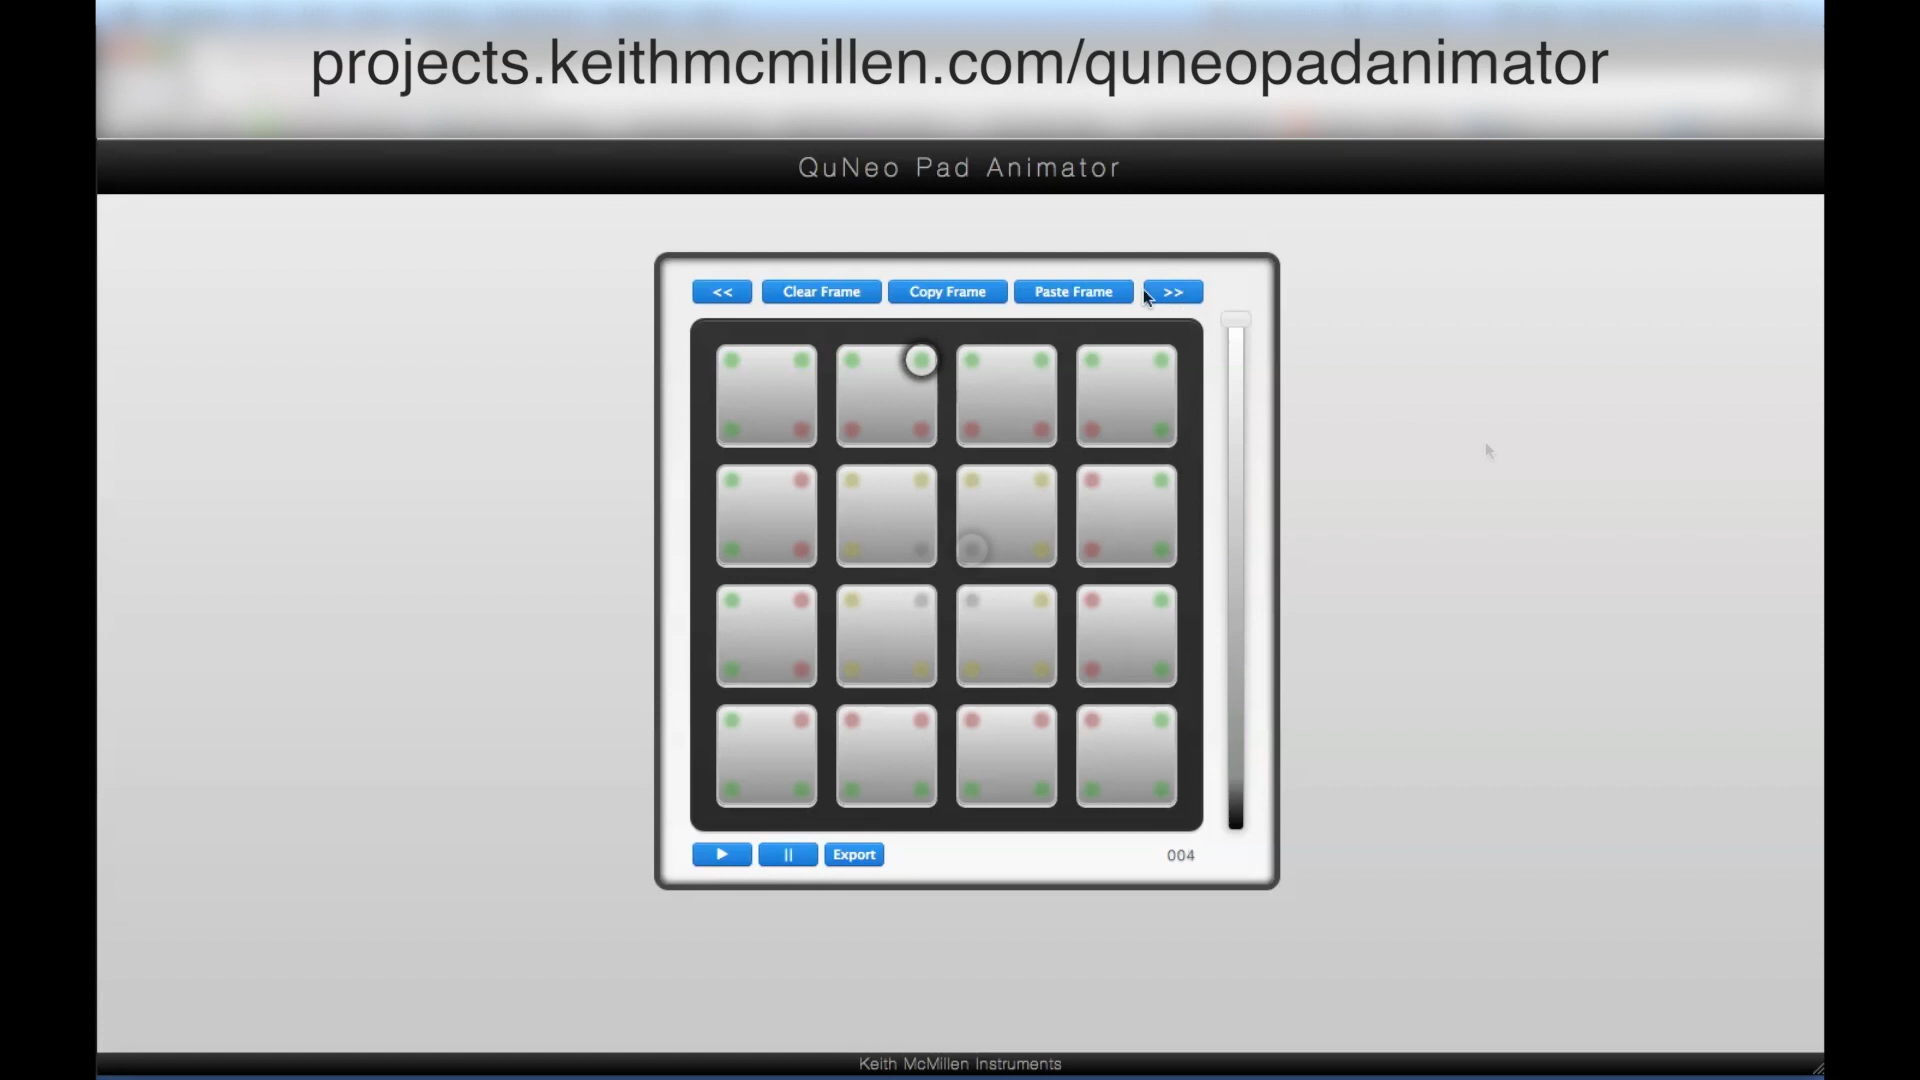 projects.keithmcmillen.com/quneopadanimator
QuNeo Pad Animator
<< Clear Frame Copy Frame Paste Frame >>
Export 004
Keith McMillen Instruments